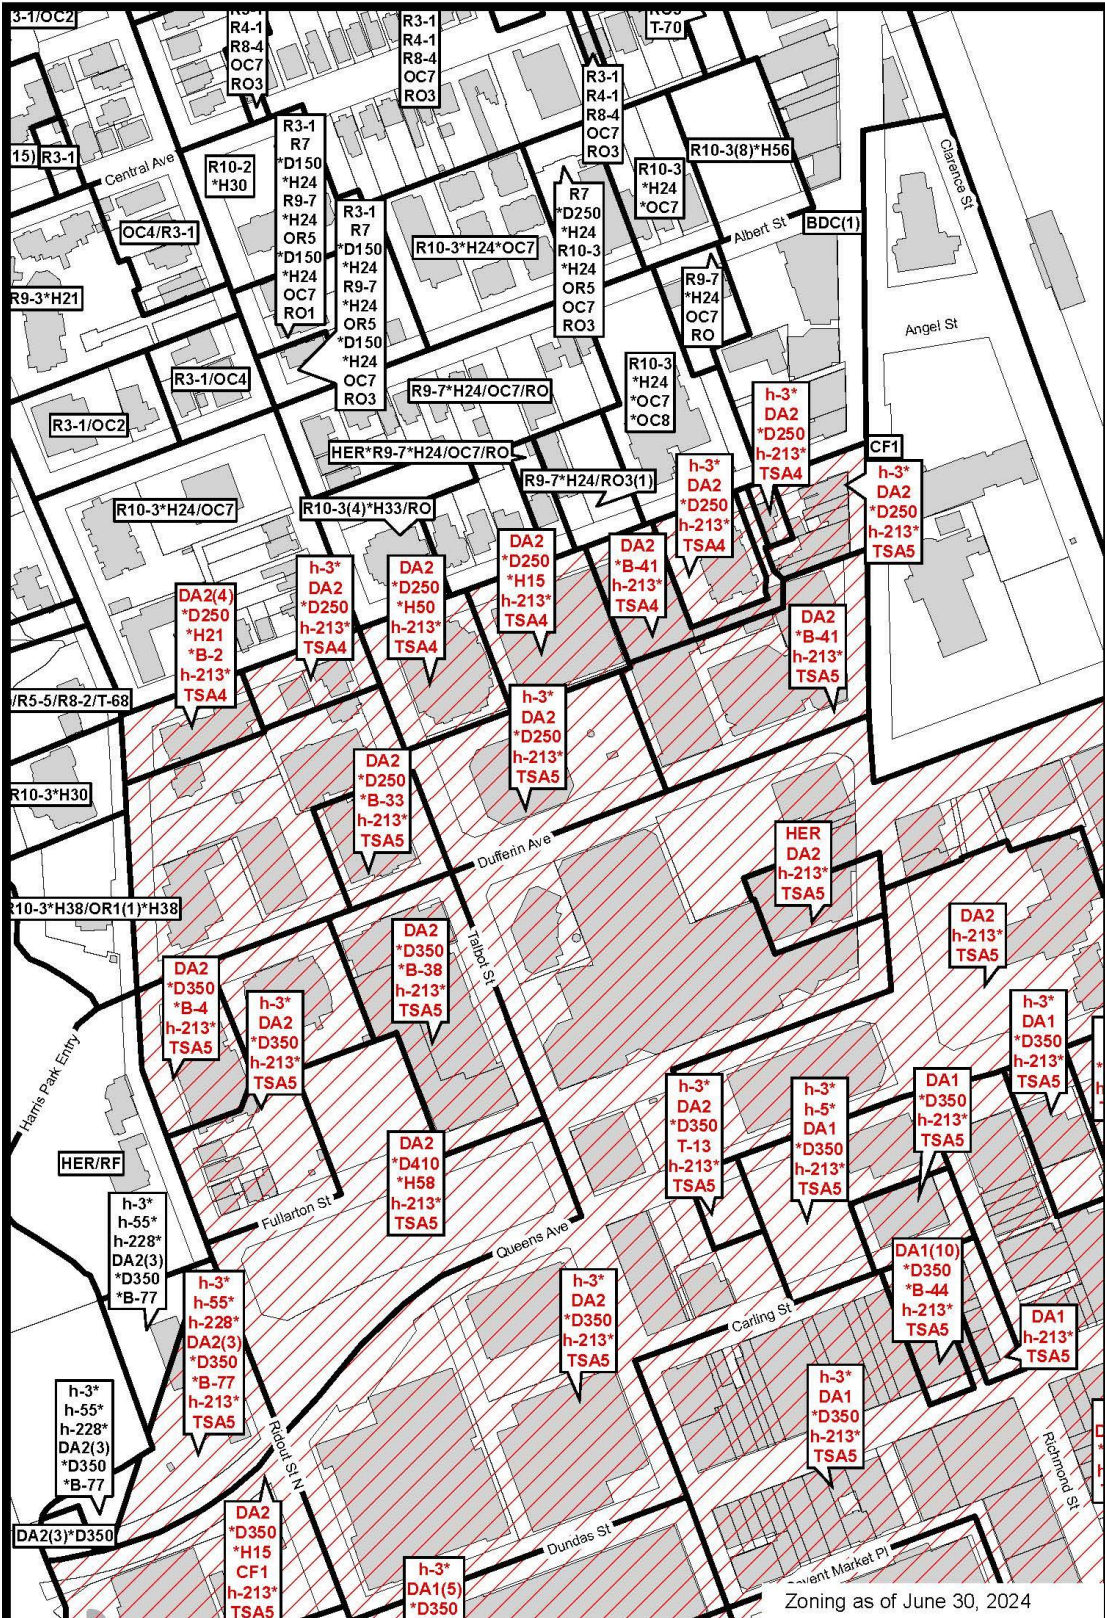 R3-1/OC2
R3-1
R4-1
R8-4
OC7
RO3
R3-1
R4-1
R8-4
OC7
RO3
RO3
T-70
R3-1
R4-1
R8-4
OC7
RO3
15)
R3-1
Central Ave
R10-2
*H30
R3-1
R7
*D150
*H24
R9-7
*H24
OR5
*D150
*H24
OC7
RO1
R3-1
R7
*D150
*H24
R9-7
*H24
OR5
*D150
*H24
OC7
RO3
R10-3(8)*H56
R10-3
*H24
*OC7
Clarence St
R7
*D250
*H24
R10-3
*H24
OR5
OC7
RO3
OC4/R3-1
R10-3*H24*OC7
Albert St
BDC(1)
R9-3*H21
R9-7
*H24
OC7
RO
Angel St
R3-1/OC4
R9-7*H24/OC7/RO
R10-3
*H24
*OC7
*OC8
R3-1/OC2
h-3*
DA2
*D250
h-213*
TSA4
CF1
HER*R9-7*H24/OC7/RO
R9-7*H24/RO3(1)
h-3*
DA2
*D250
h-213*
TSA4
h-3*
DA2
*D250
h-213*
TSA5
R10-3*H24/OC7
R10-3(4)*H33/RO
DA2
*D250
*H15
h-213*
TSA4
DA2
*B-41
h-213*
TSA4
DA2(4)
*D250
*H21
*B-2
h-213*
TSA4
h-3*
DA2
*D250
h-213*
TSA4
DA2
*D250
*H50
h-213*
TSA4
DA2
*B-41
h-213*
TSA5
/R5-5/R8-2/T-68
h-3*
DA2
*D250
h-213*
TSA5
DA2
*D250
*B-33
h-213*
TSA5
R10-3*H30
Dufferin Ave
HER
DA2
h-213*
TSA5
R10-3*H38/OR1(1)*H38
DA2
h-213*
TSA5
DA2
*D350
*B-38
h-213*
TSA5
Talbot St
DA2
*D350
*B-4
h-213*
TSA5
h-3*
DA2
*D350
h-213*
TSA5
h-3*
DA1
*D350
h-213*
TSA5
Harris Park Entry
h-3*
DA2
*D350
T-13
h-213*
TSA5
h-3*
h-5*
DA1
*D350
h-213*
TSA5
DA1
*D350
h-213*
TSA5
HER/RF
DA2
*D410
*H58
h-213*
TSA5
Fullarton St
Queens Ave
h-3*
h-55*
h-228*
DA2(3)
*D350
*B-77
h-3*
h-55*
h-228*
DA2(3)
*D350
*B-77
h-213*
TSA5
h-3*
DA2
*D350
h-213*
TSA5
DA1(10)
*D350
*B-44
h-213*
TSA5
Carling St
DA1
h-213*
TSA5
h-3*
DA1
*D350
h-213*
TSA5
h-3*
h-55*
h-228*
DA2(3)
*D350
*B-77
Ridout St N
Richmond St
DA2(3)*D350
DA2
*D350
*H15
CF1
h-213*
TSA5
Dundas St
h-3*
DA1(5)
*D350
Covent Market Pl
Zoning as of June 30, 2024